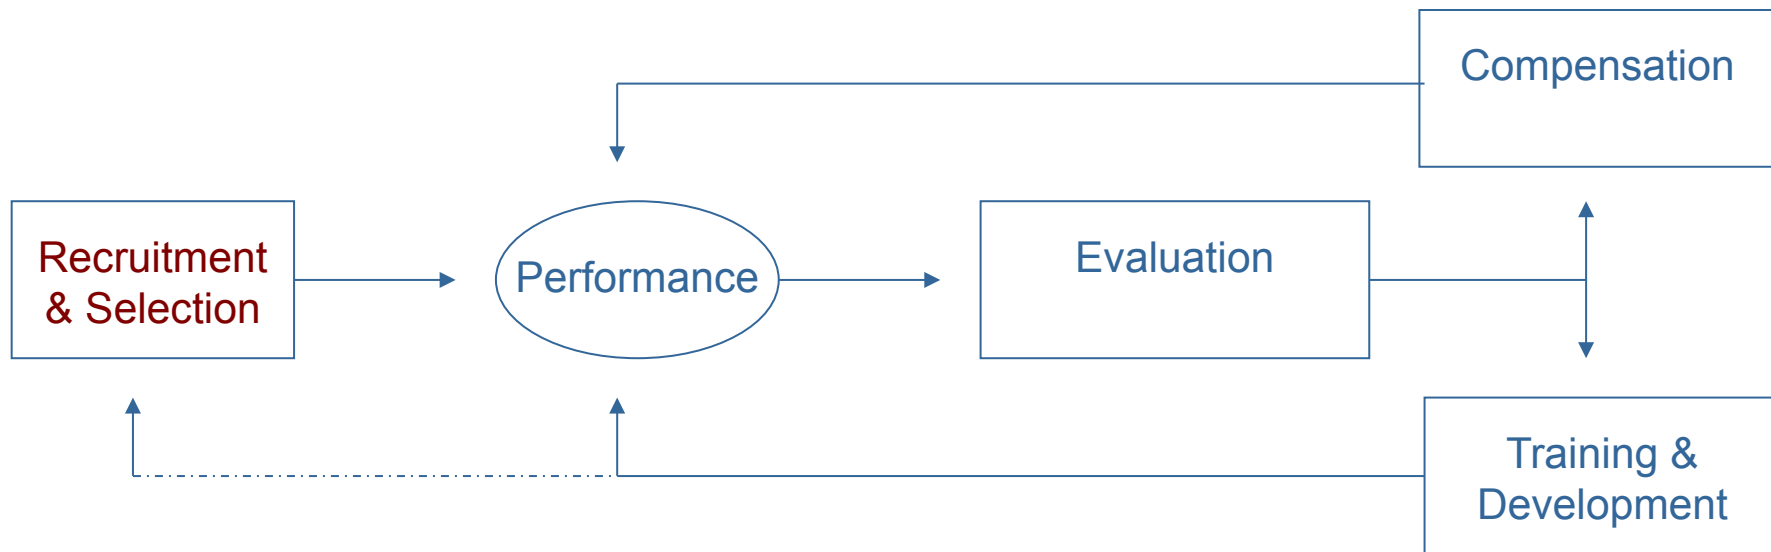 Compensation
Recruitment
& Selection
Performance
Evaluation
Training &
Development